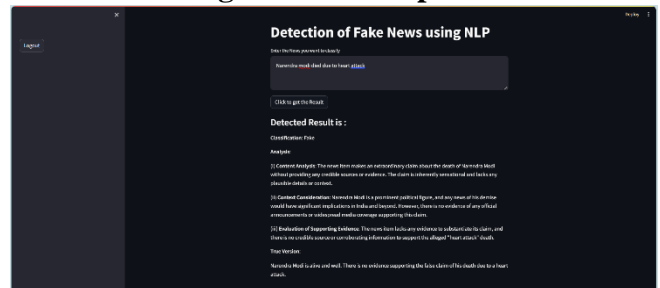 Deploy
Logout
Detection of Fake News using NLP
Enter the News you want to classify
Narendra modi died due to heart attack
Click to get the Result
Detected Result is :
Classification: Fake
Analysis:
(i) Content Analysis: The news item makes an extraordinary claim about the death of Narendra Modi
without providing any credible sources or evidence. The claim is inherently sensational and lacks any
plausible details or context.
(ii) Context Consideration: Narendra Modi is a prominent political figure, and any news of his demise
would have significant implications in India and beyond. However, there is no evidence of any official
announcements or widespread media coverage supporting this claim.
(iii) Evaluation of Supporting Evidence: The news item lacks any evidence to substantiate its claim, and
there is no credible source or corroborating information to support the alleged "heart attack" death.
True Version:
Narendra Modi is alive and well. There is no evidence supporting the false claim of his death due to a heart
attack.